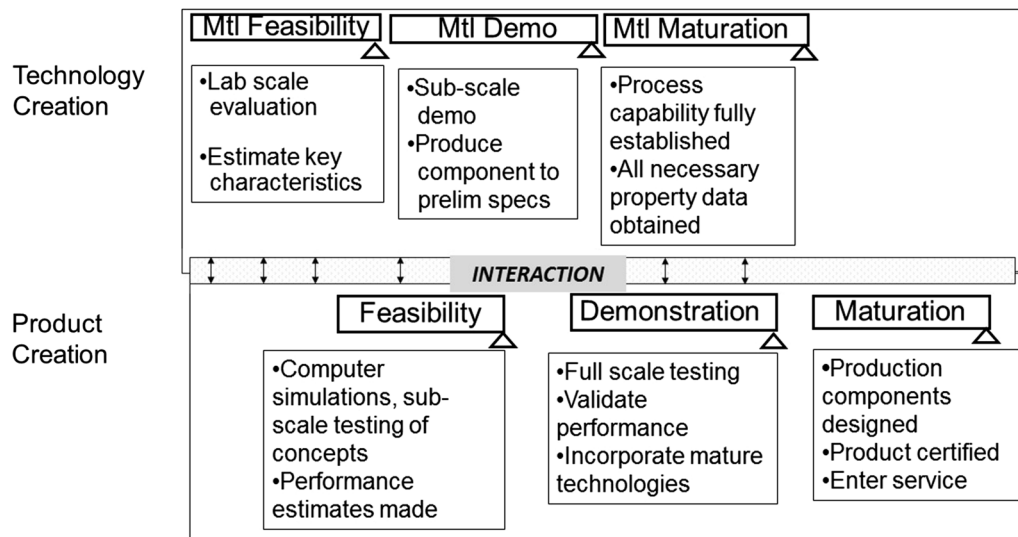 Mtl Feasibility
Mtl Demo
Mtl Maturation
Technology
Creation
•Lab scale
evaluation
•Estimate key
characteristics
•Sub-scale
demo
•Produce
component to
prelim specs
•Process
capability fully
established
•All necessary
property data
obtained
INTERACTION
Product
Creation
Feasibility
Demonstration
Maturation
•Computer
simulations, sub-
scale testing of
concepts
•Performance
estimates made
•Full scale testing
•Validate
performance
•Incorporate mature
technologies
•Production
components
designed
•Product certified
•Enter service